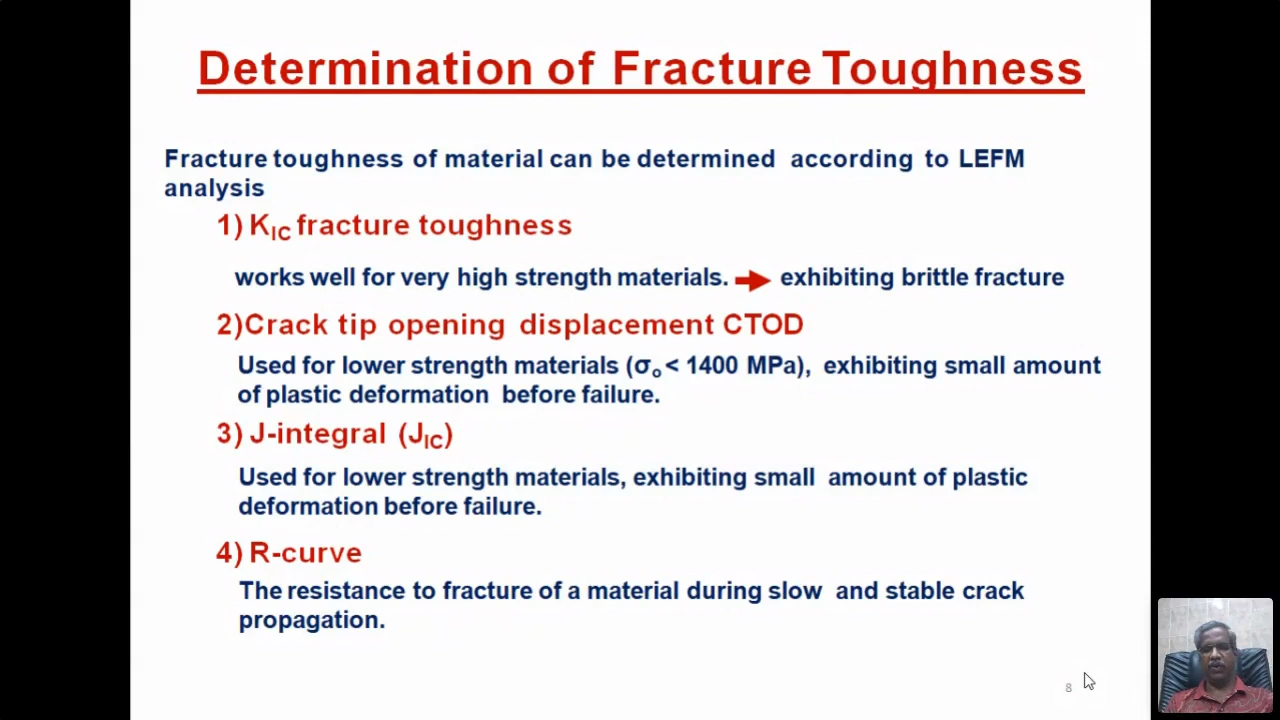 Determination of Fracture Toughness
Fracture toughness of material can be determined according to LEFM
analysis
1) KIC fracture toughness
works well for very high strength materials. → exhibiting brittle fracture
2)Crack tip opening displacement CTOD
Used for lower strength materials (σo < 1400 MPa), exhibiting small amount
of plastic deformation before failure.
3) J-integral (JIC)
Used for lower strength materials, exhibiting small amount of plastic
deformation before failure.
4) R-curve
The resistance to fracture of a material during slow and stable crack
propagation.
8